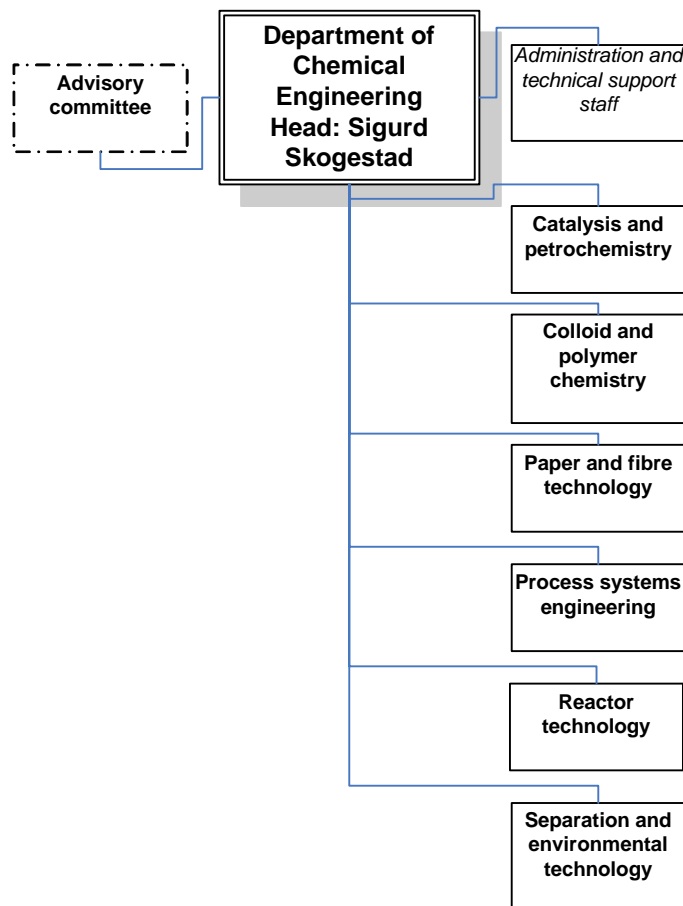 Department of
Chemical
Engineering
Head: Sigurd
Skogestad
Advisory
committee
Administration and
technical support
staff
Catalysis and
petrochemistry
Colloid and
polymer
chemistry
Paper and fibre
technology
Process systems
engineering
Reactor
technology
Separation and
environmental
technology